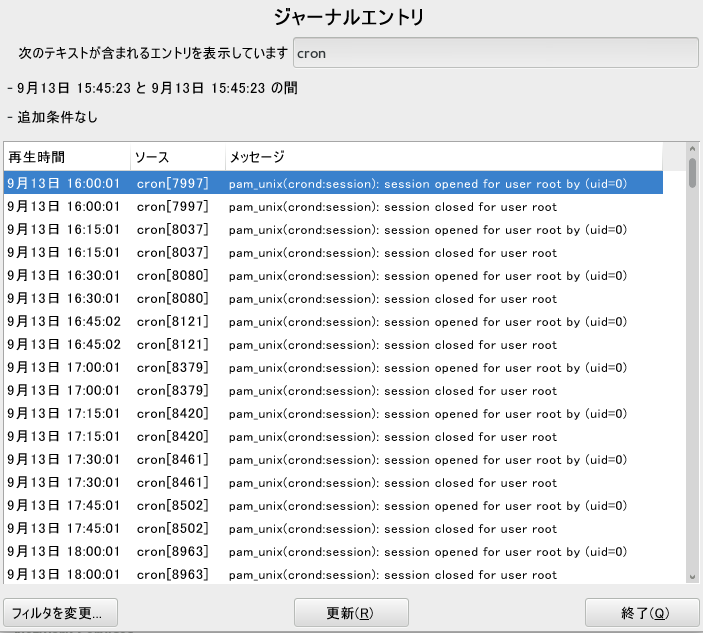 ジャーナルエントリ
次のテキストが含まれるエントリを表示しています cron
- 9月13日 15:45:23 と 9月13日 15:45:23 の間
- 追加条件なし
再生時間 ソース メッセージ
9月13日 16:00:01 cron[7997] pam_unix(crond:session): session opened for user root by (uid=0)
9月13日 16:00:01 cron[7997] pam_unix(crond:session): session closed for user root
9月13日 16:15:01 cron[8037] pam_unix(crond:session): session opened for user root by (uid=0)
9月13日 16:15:01 cron[8037] pam_unix(crond:session): session closed for user root
9月13日 16:30:01 cron[8080] pam_unix(crond:session): session opened for user root by (uid=0)
9月13日 16:30:01 cron[8080] pam_unix(crond:session): session closed for user root
9月13日 16:45:02 cron[8121] pam_unix(crond:session): session opened for user root by (uid=0)
9月13日 16:45:02 cron[8121] pam_unix(crond:session): session closed for user root
9月13日 17:00:01 cron[8379] pam_unix(crond:session): session opened for user root by (uid=0)
9月13日 17:00:01 cron[8379] pam_unix(crond:session): session closed for user root
9月13日 17:15:01 cron[8420] pam_unix(crond:session): session opened for user root by (uid=0)
9月13日 17:15:01 cron[8420] pam_unix(crond:session): session closed for user root
9月13日 17:30:01 cron[8461] pam_unix(crond:session): session opened for user root by (uid=0)
9月13日 17:30:01 cron[8461] pam_unix(crond:session): session closed for user root
9月13日 17:45:01 cron[8502] pam_unix(crond:session): session opened for user root by (uid=0)
9月13日 17:45:01 cron[8502] pam_unix(crond:session): session closed for user root
9月13日 18:00:01 cron[8963] pam_unix(crond:session): session opened for user root by (uid=0)
9月13日 18:00:01 cron[8963] pam_unix(crond:session): session closed for user root
フィルタを変更... 更新(R) 終了(Q)